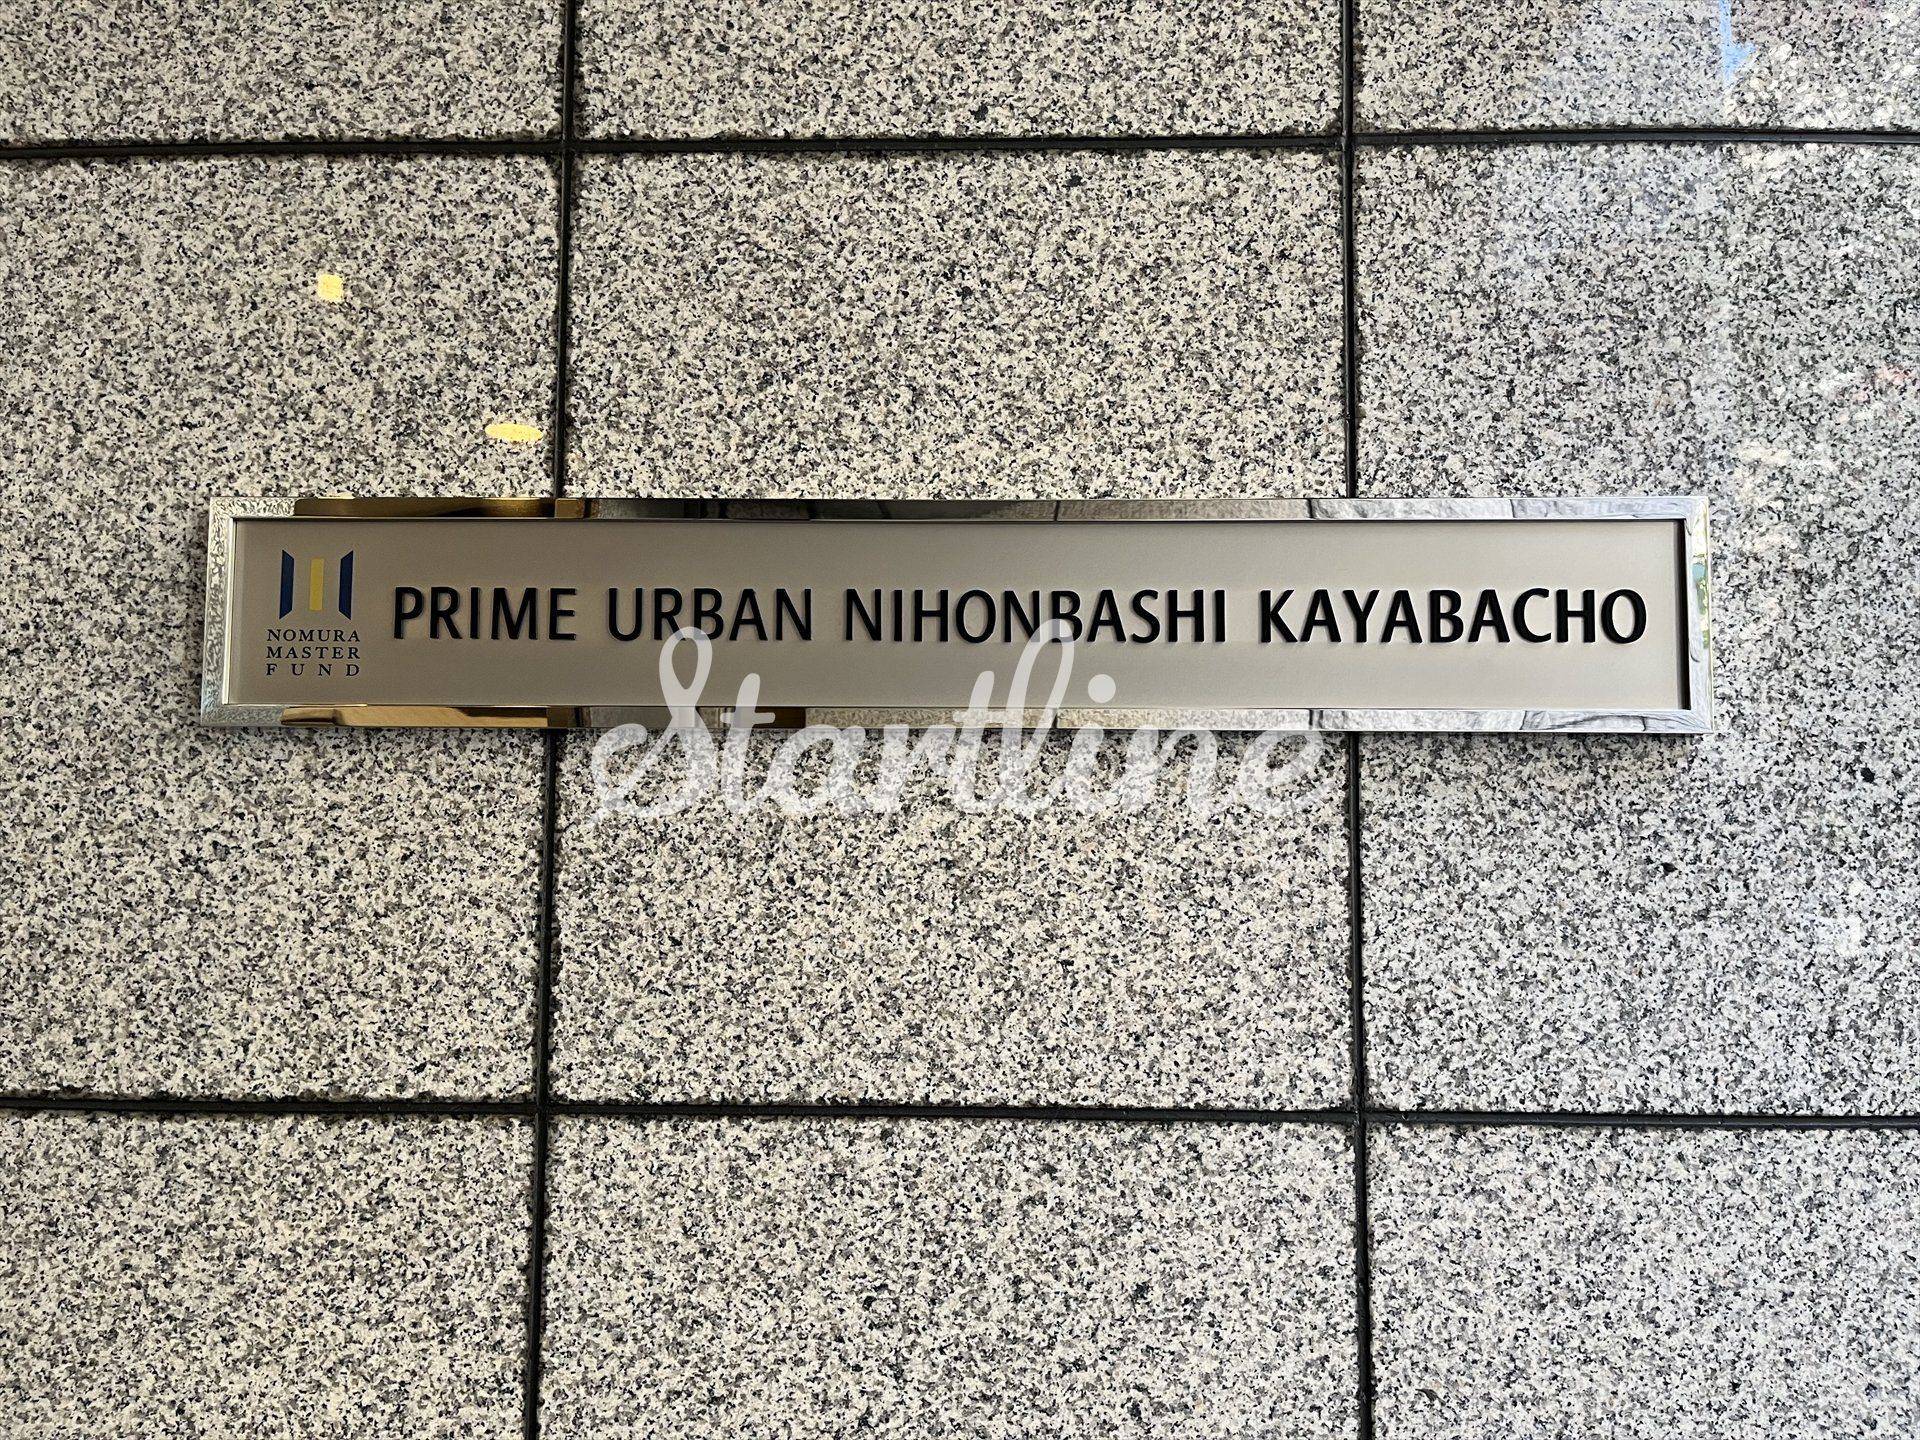 NOMURA
MASTER
FUND
PRIME URBAN NIHONBASHI KAYABACHO
Startline